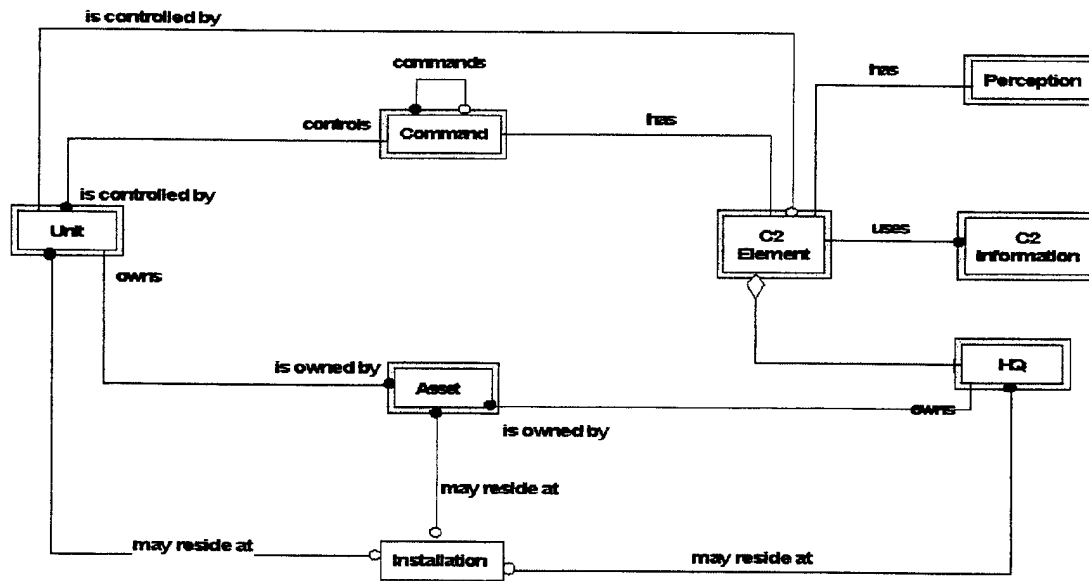 is controlled by
commands
has
Perception
controls
Command
has
is controlled by
Unit
C2
Element
uses
C2
Information
owns
is owned by
Asset
HQ
owns
is owned by
may reside at
may reside at
Installation
may reside at